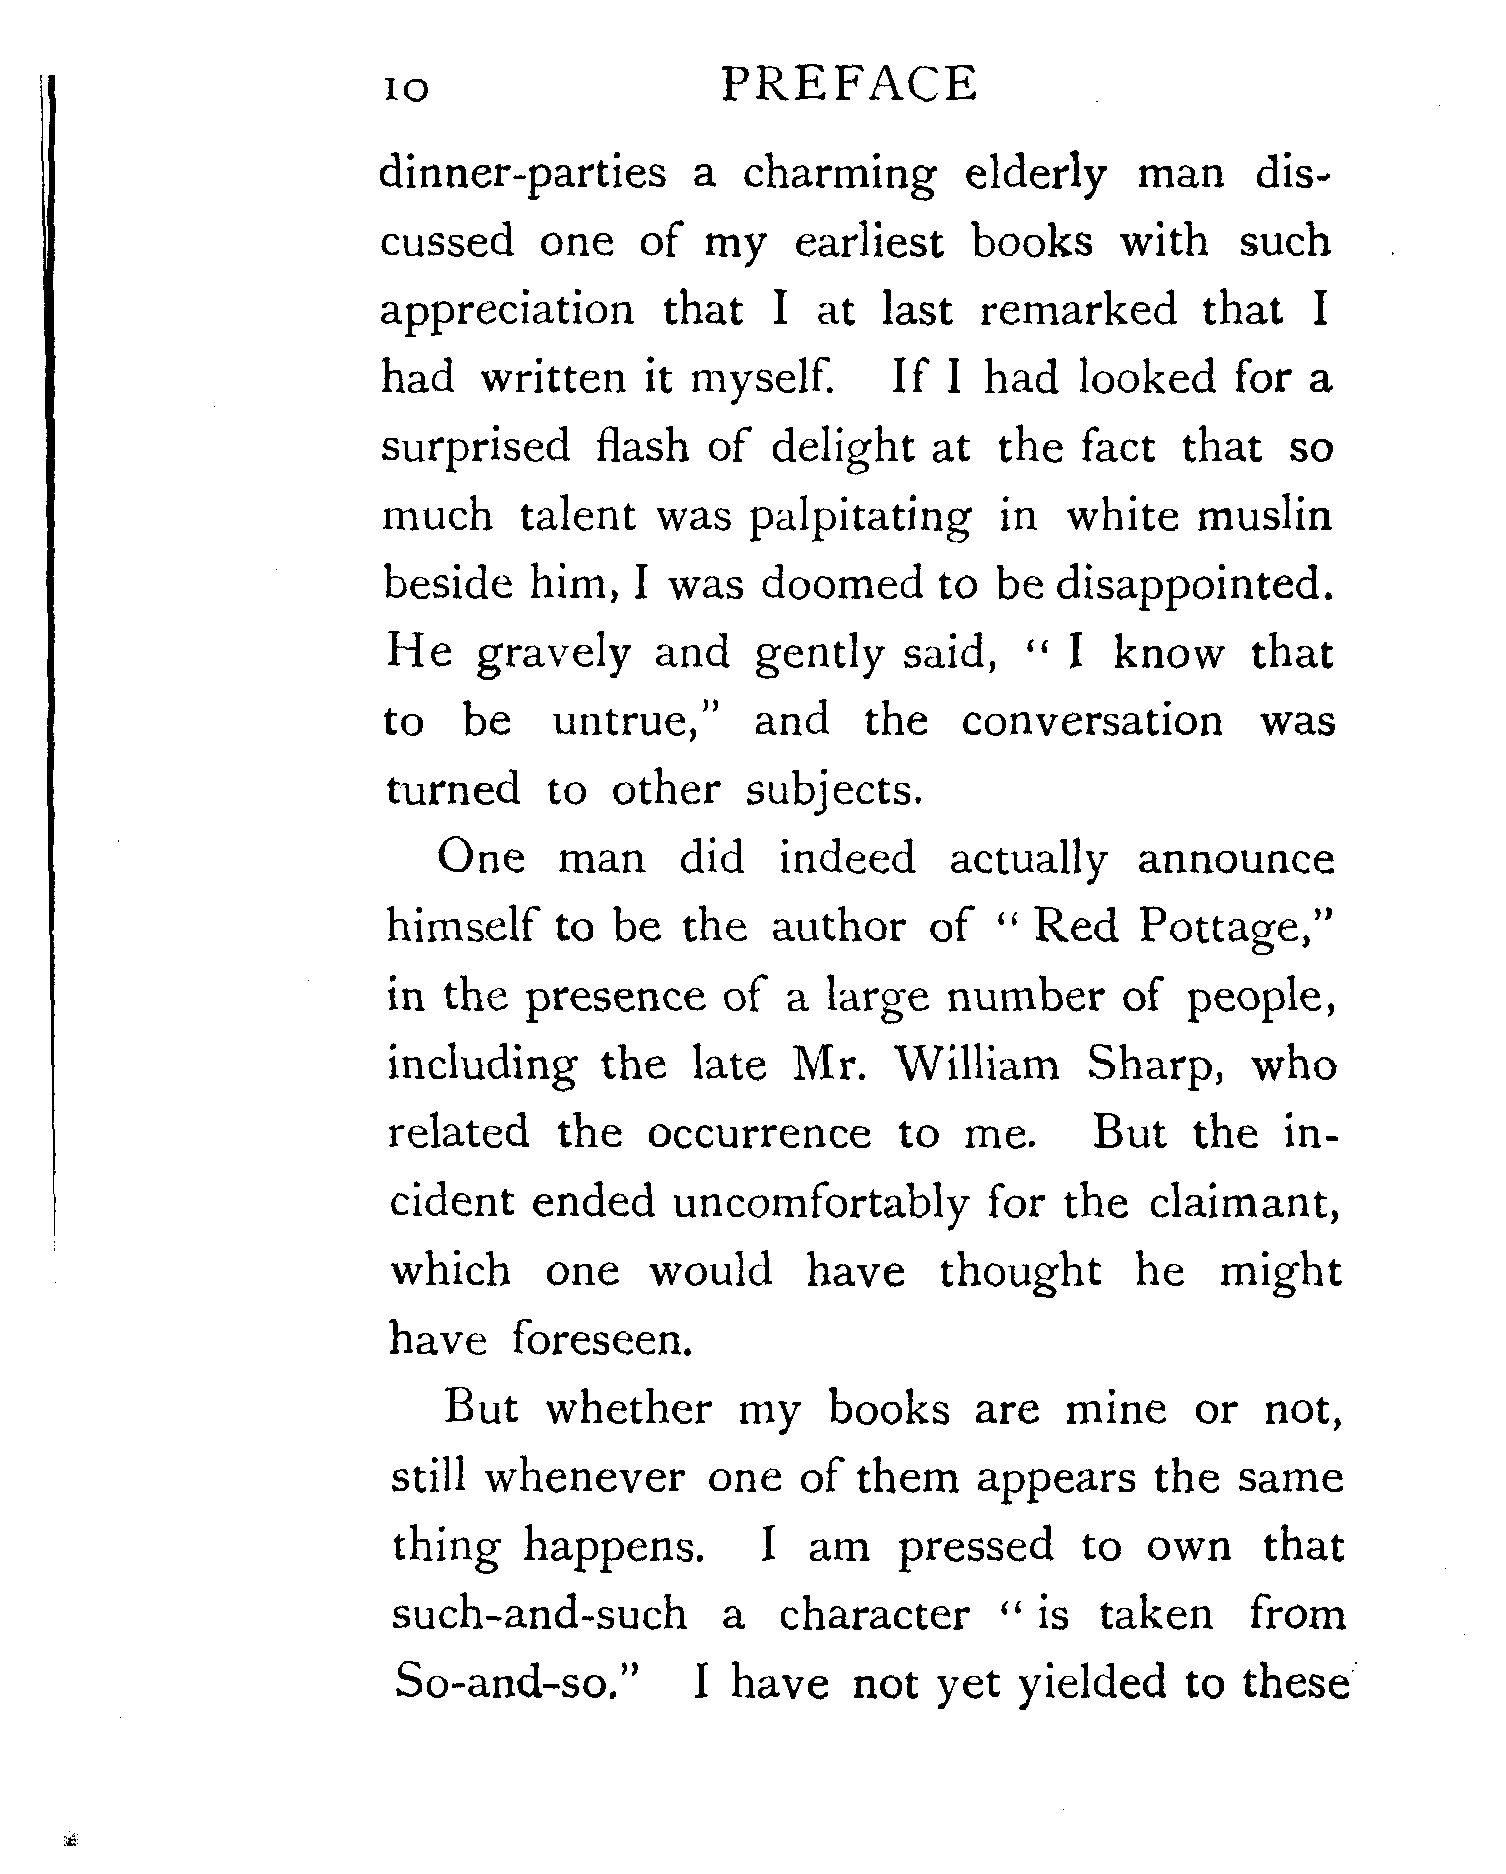 10 PREFACE
dinner-parties a charming elderly man dis-
cussed one of my earliest books with such
appreciation that I at last remarked that I
had written it myself. If I had looked for a
surprised flash of delight at the fact that so
much talent was palpitating in white muslin
beside him, I was doomed to be disappointed.
He gravely and gently said, “ I know that
to be untrue,” and the conversation was
turned to other subjects.
One man did indeed actually announce
himself to be the author of “ Red Pottage,”
in the presence of a large number of people,
including the late Mr. William Sharp, who
related the occurrence to me. But the in-
cident ended uncomfortably for the claimant,
which one would have thought he might
have foreseen.
But whether my books are mine or not,
still whenever one of them appears the same
thing happens. I am pressed to own that
such-and-such a character “ is taken from
So-and-so.” I have not yet yielded to these